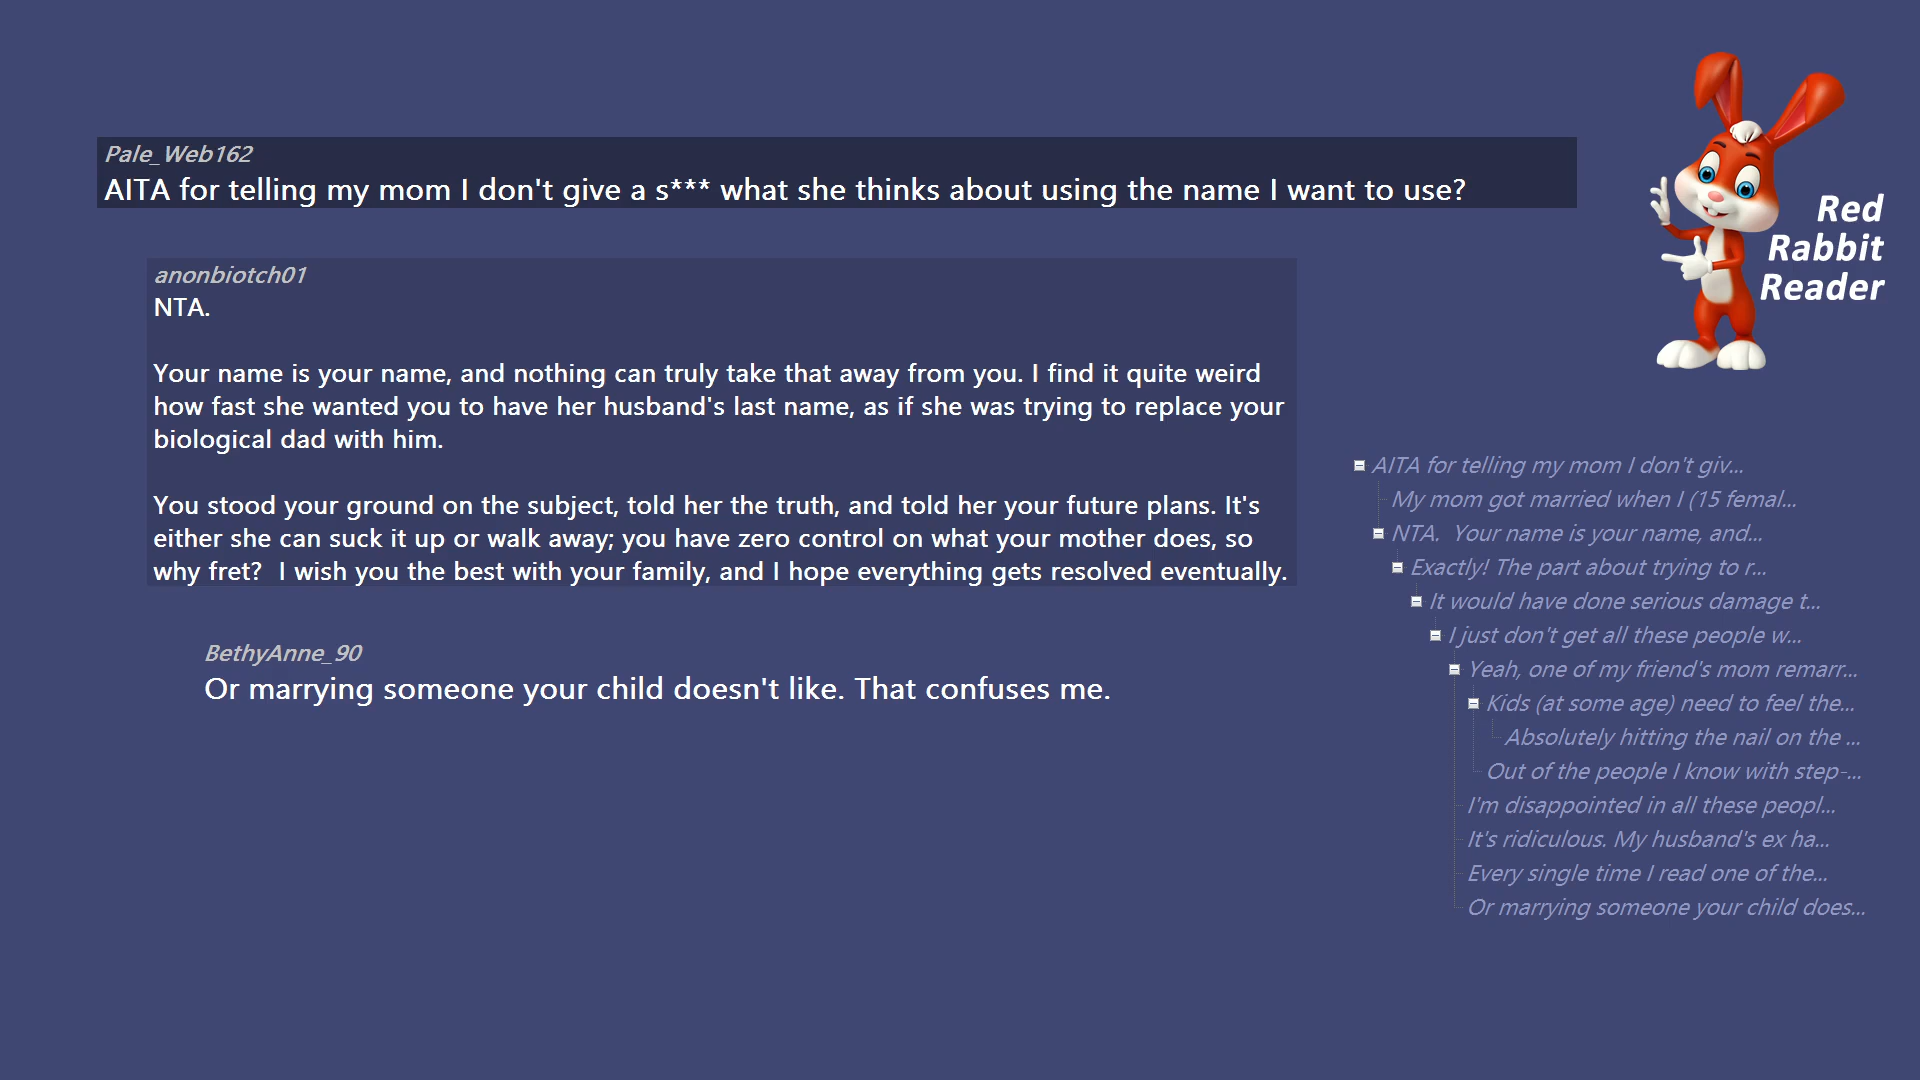 Pale_Web162
AITA for telling my mom I don't give a s*** what she thinks about using the name I want to use?
anonbiotch01
NTA.
Your name is your name, and nothing can truly take that away from you. I find it quite weird
how fast she wanted you to have her husband's last name, as if she was trying to replace your
biological dad with him.
You stood your ground on the subject, told her the truth, and told her your future plans. It's
either she can suck it up or walk away; you have zero control on what your mother does, so
why fret?  I wish you the best with your family, and I hope everything gets resolved eventually.
BethyAnne_90
Or marrying someone your child doesn't like. That confuses me.
Red
Rabbit
Reader
AITA for telling my mom I don't giv...
My mom got married when I (15 femal...
NTA.  Your name is your name, and...
Exactly! The part about trying to r...
It would have done serious damage t...
I just don't get all these people w...
Yeah, one of my friend's mom remarr...
Kids (at some age) need to feel the...
Absolutely hitting the nail on the ...
Out of the people I know with step-...
I'm disappointed in all these peopl...
It's ridiculous. My husband's ex ha...
Every single time I read one of the...
Or marrying someone your child does...